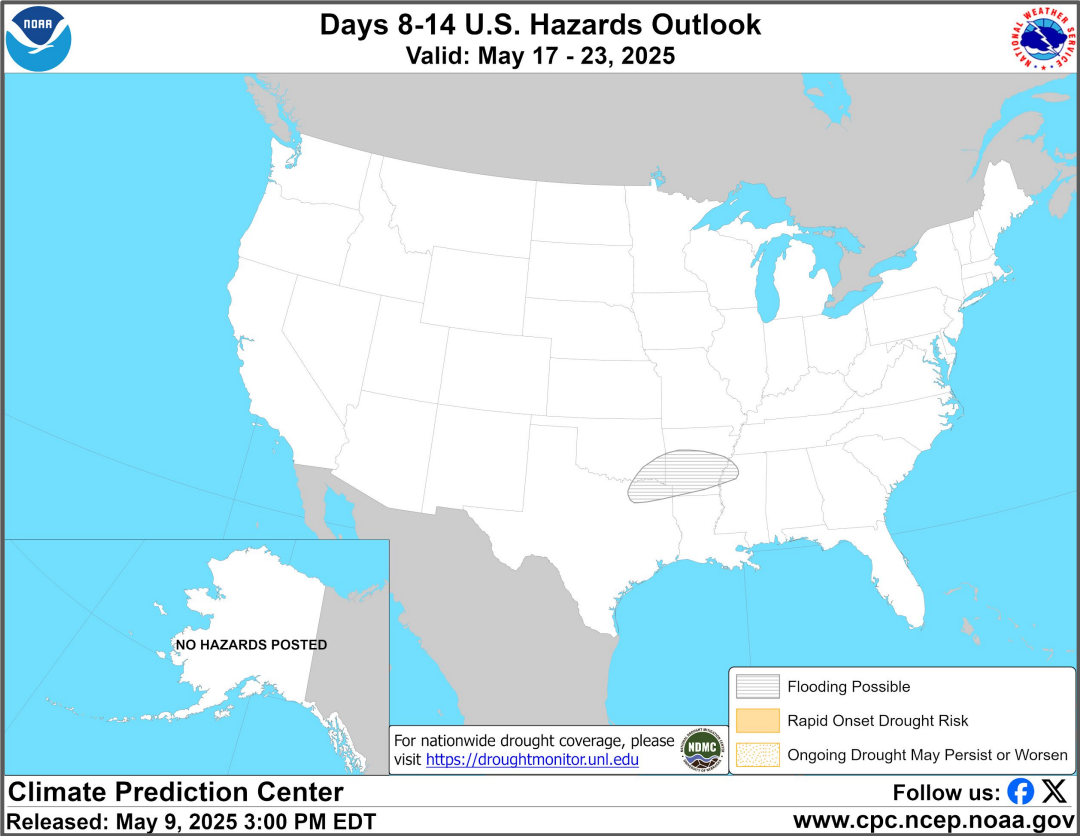 NOAA
Days 8-14 U.S. Hazards Outlook
Valid: May 17 - 23, 2025
NATIONAL WEATHER SERVICE
NO HAZARDS POSTED
Flooding Possible
Rapid Onset Drought Risk
Ongoing Drought May Persist or Worsen
For nationwide drought coverage, please
visit https://droughtmonitor.unl.edu
NDMC
Climate Prediction Center
Follow us:
Released: May 9, 2025 3:00 PM EDT
www.cpc.ncep.noaa.gov